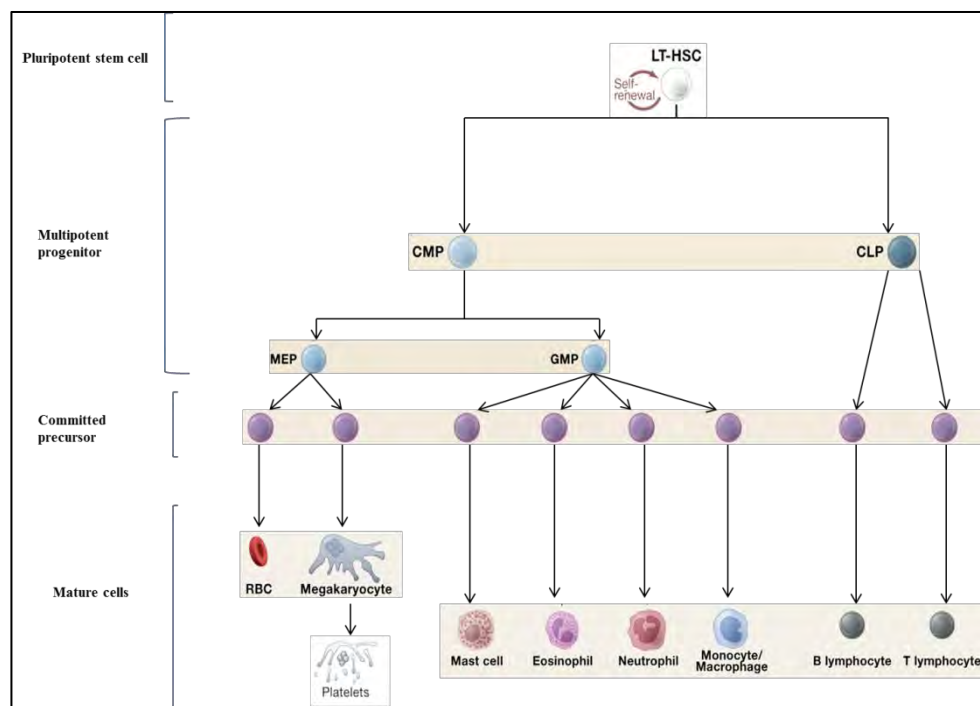 Pluripotent stem cell
LT-HSC
Self-
renewal
Multipotent
progenitor
CMP
CLP
MEP
GMP
Committed
precursor
Mature cells
RBC
Megakaryocyte
Platelets
Mast cell
Eosinophil
Neutrophil
Monocyte/
Macrophage
B lymphocyte
T lymphocyte